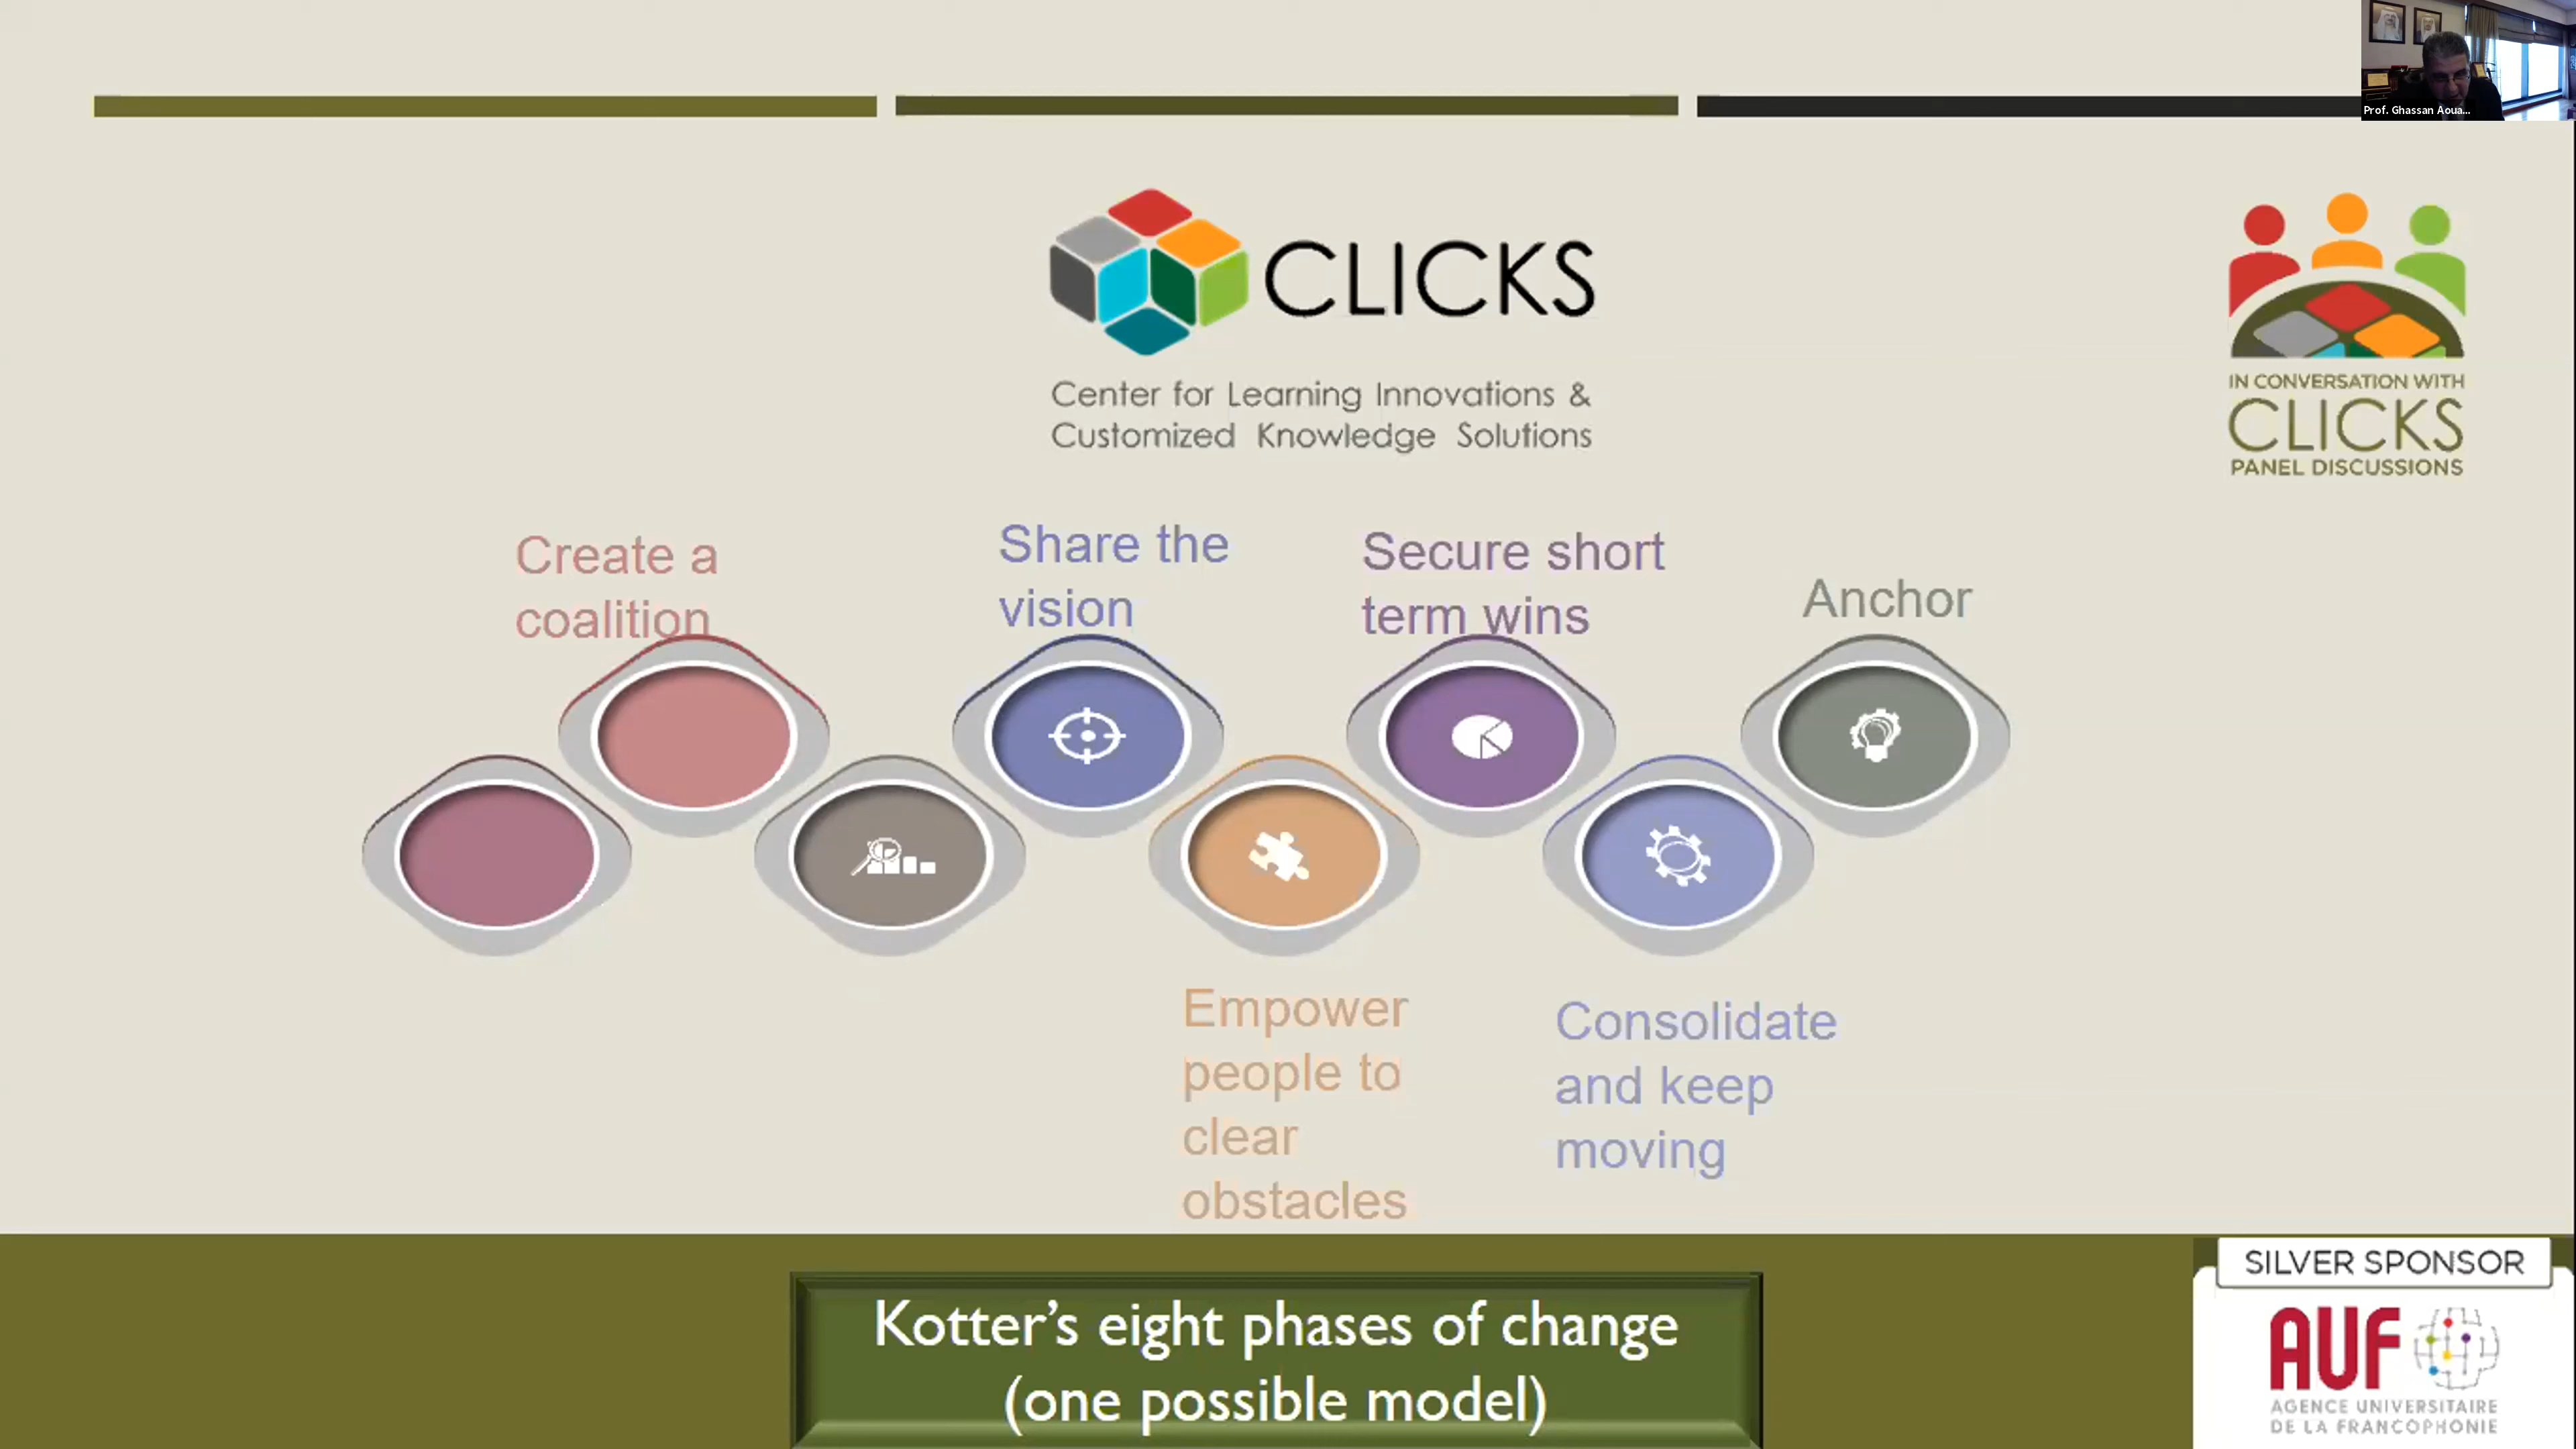 Prof. Ghassan Aoua...
CLICKS
Center for Learning Innovations &
Customized Knowledge Solutions
IN CONVERSATION WITH
CLICKS
PANEL DISCUSSIONS
Create a
coalition
Share the
vision
Secure short
term wins
Anchor
Empower
people to
clear
obstacles
Consolidate
and keep
moving
Kotter’s eight phases of change
(one possible model)
SILVER SPONSOR
AUF
AGENCE UNIVERSITAIRE
DE LA FRANCOPHONIE